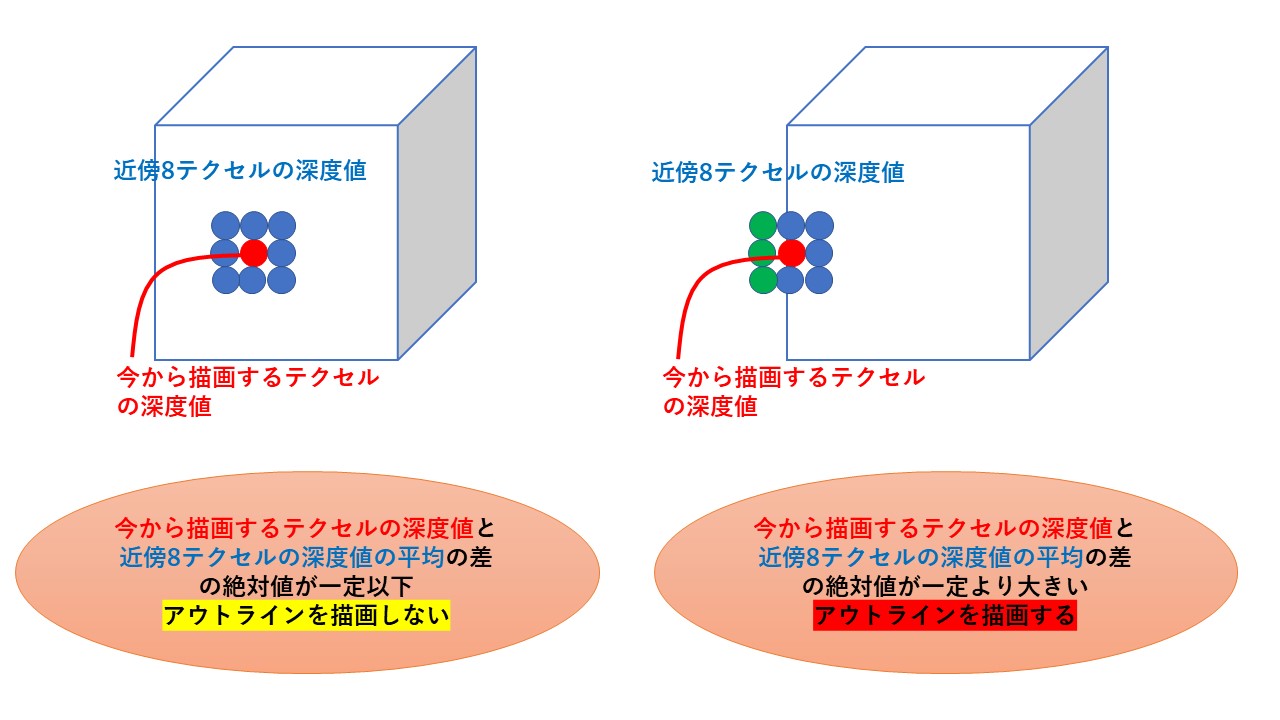 近傍8テクセルの深度値
今から描画するテクセル
の深度値
今から描画するテクセルの深度値と
近傍8テクセルの深度値の平均の差
の絶対値が一定以下
アウトラインを描画しない
近傍8テクセルの深度値
今から描画するテクセル
の深度値
今から描画するテクセルの深度値と
近傍8テクセルの深度値の平均の差
の絶対値が一定より大きい
アウトラインを描画する